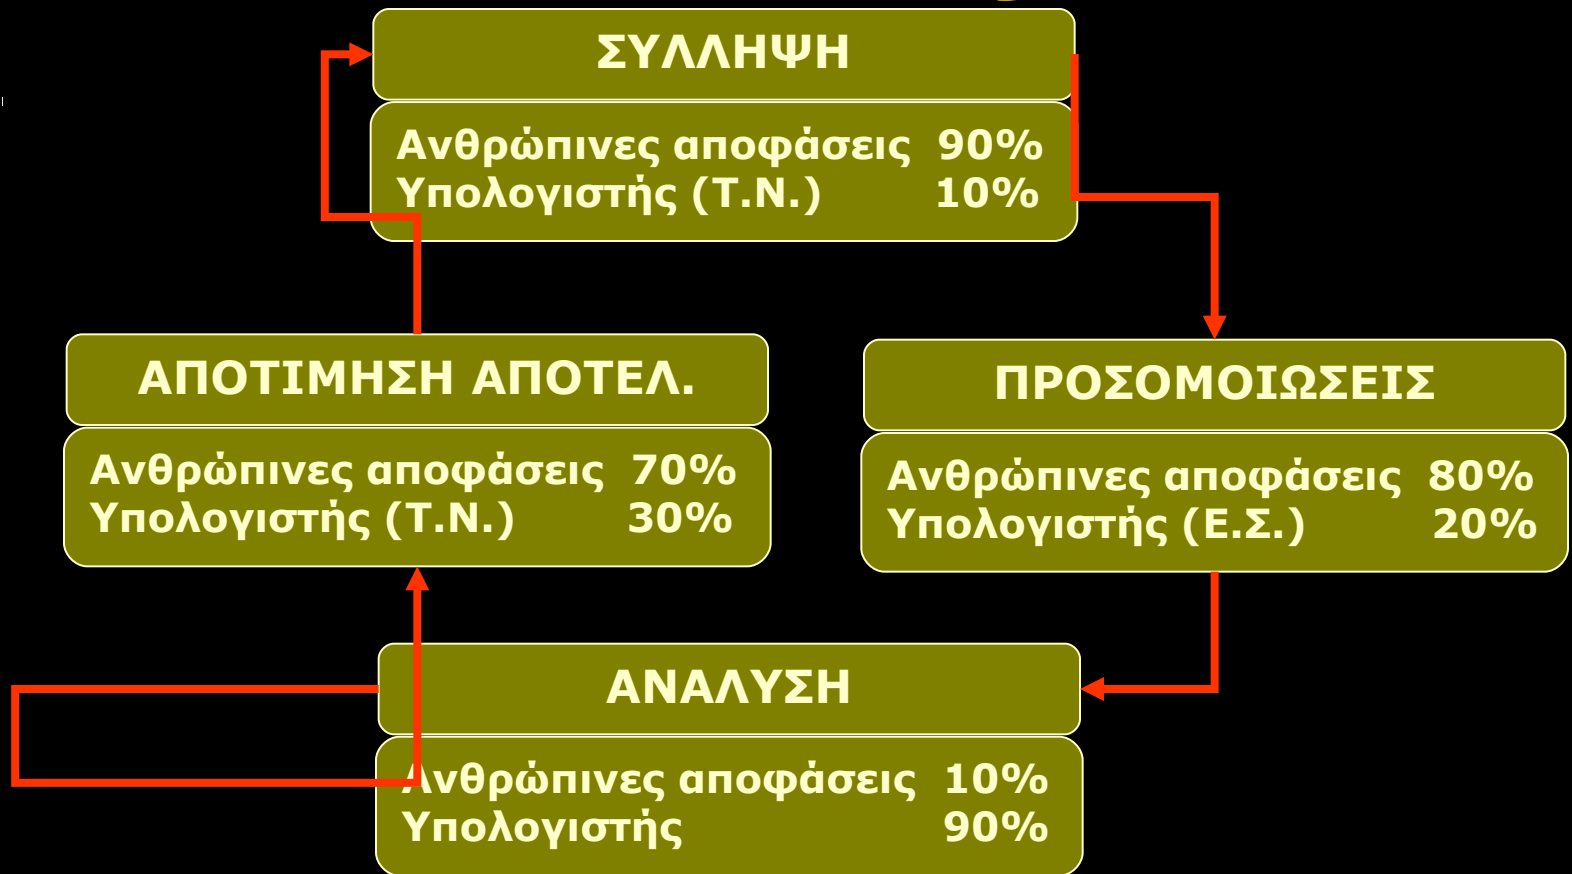 ΣΥΛΛΗΨΗ
Ανθρώπινες αποφάσεις 90%
Υπολογιστής (Τ.Ν.) 10%
ΑΠΟΤΙΜΗΣΗ ΑΠΟΤΕΛ.
Ανθρώπινες αποφάσεις 70%
Υπολογιστής (Τ.Ν.) 30%
ΠΡΟΣΟΜΟΙΩΣΕΙΣ
Ανθρώπινες αποφάσεις 80%
Υπολογιστής (Ε.Σ.) 20%
ΑΝΑΛΥΣΗ
Ανθρώπινες αποφάσεις 10%
Υπολογιστής 90%